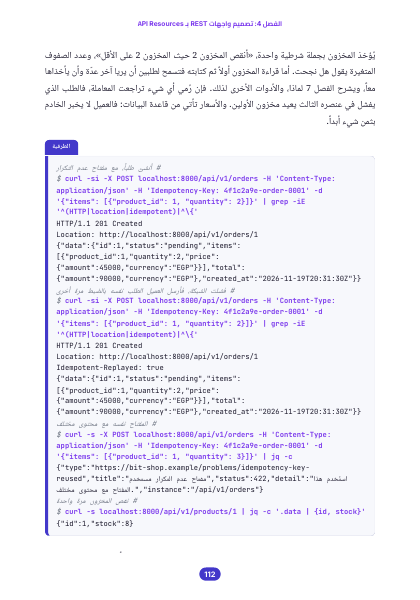 الفصل 4: تصميم واجهات REST بـ API Resources
يُؤخذ المخزون بجملة شرطية واحدة، «أنقص المخزون 2 حيث المخزون 2 على الأقل»، وعدد الصفوف
المتغيرة يقول هل نجحت. أما قراءة المخزون أولاً ثم كتابته فتسمح لطلبين أن يريا آخر عدّة وأن يأخذاها
معاً، ويشرح الفصل 7 لماذا، والأدوات الأخرى لذلك. فإن رُمي أي شيء تراجعت المعاملة، فالطلب الذي
يفشل في عنصره الثالث يعيد مخزون الأولين. والأسعار تأتي من قاعدة البيانات: فالعميل لا يخبر الخادم
بثمن شيء أبداً.
الطرفية
# أنشئ طلباً، مع مفتاح عدم التكرار
$ curl -si -X POST localhost:8000/api/v1/orders -H 'Content-Type:
application/json' -H 'Idempotency-Key: 4f1c2a9e-order-0001' -d
'{"items": [{"product_id": 1, "quantity": 2}]}' | grep -iE
'^(HTTP|location|idempotent)|^\{'
HTTP/1.1 201 Created
Location: http://localhost:8000/api/v1/orders/1
{"data":{"id":1,"status":"pending","items":
[{"product_id":1,"quantity":2,"price":
{"amount":45000,"currency":"EGP"}}],"total":
{"amount":90000,"currency":"EGP"},"created_at":"2026-11-19T20:31:30Z"}}
# فشلت الشبكة، فأرسل العميل الطلب نفسه بالضبط مرة أخرى
$ curl -si -X POST localhost:8000/api/v1/orders -H 'Content-Type:
application/json' -H 'Idempotency-Key: 4f1c2a9e-order-0001' -d
'{"items": [{"product_id": 1, "quantity": 2}]}' | grep -iE
'^(HTTP|location|idempotent)|^\{'
HTTP/1.1 201 Created
Location: http://localhost:8000/api/v1/orders/1
Idempotent-Replayed: true
{"data":{"id":1,"status":"pending","items":
[{"product_id":1,"quantity":2,"price":
{"amount":45000,"currency":"EGP"}}],"total":
{"amount":90000,"currency":"EGP"},"created_at":"2026-11-19T20:31:30Z"}}
# المفتاح نفسه مع محتوى مختلف
$ curl -s -X POST localhost:8000/api/v1/orders -H 'Content-Type:
application/json' -H 'Idempotency-Key: 4f1c2a9e-order-0001' -d
'{"items": [{"product_id": 1, "quantity": 3}]}' | jq -c
{"type":"https://bit-shop.example/problems/idempotency-key-
reused","title":"مفتاح عدم التكرار مستخدم","status":422,"detail":"استخدم هذا
المفتاح مع محتوى مختلف.","instance":"/api/v1/orders"}
# نقص المخزون مرة واحدة
$ curl -s localhost:8000/api/v1/products/1 | jq -c '.data | {id, stock}'
{"id":1,"stock":8}
112